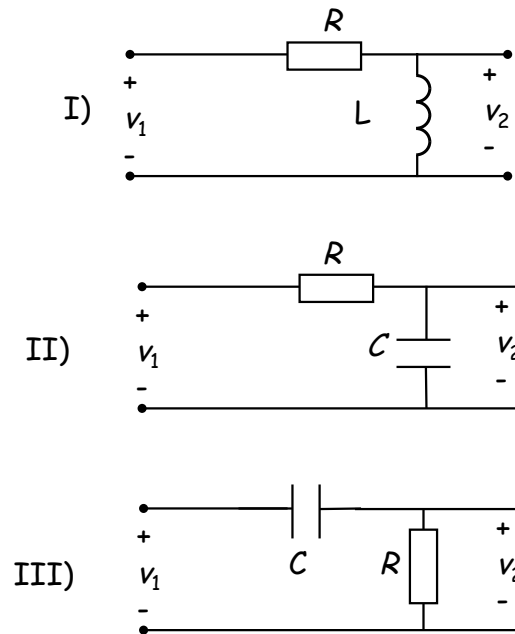 R
+ +
I) v1 L v2
- -
R
+ +
II) v1 C v2
- -
+ +
III) v1 C R v2
- -